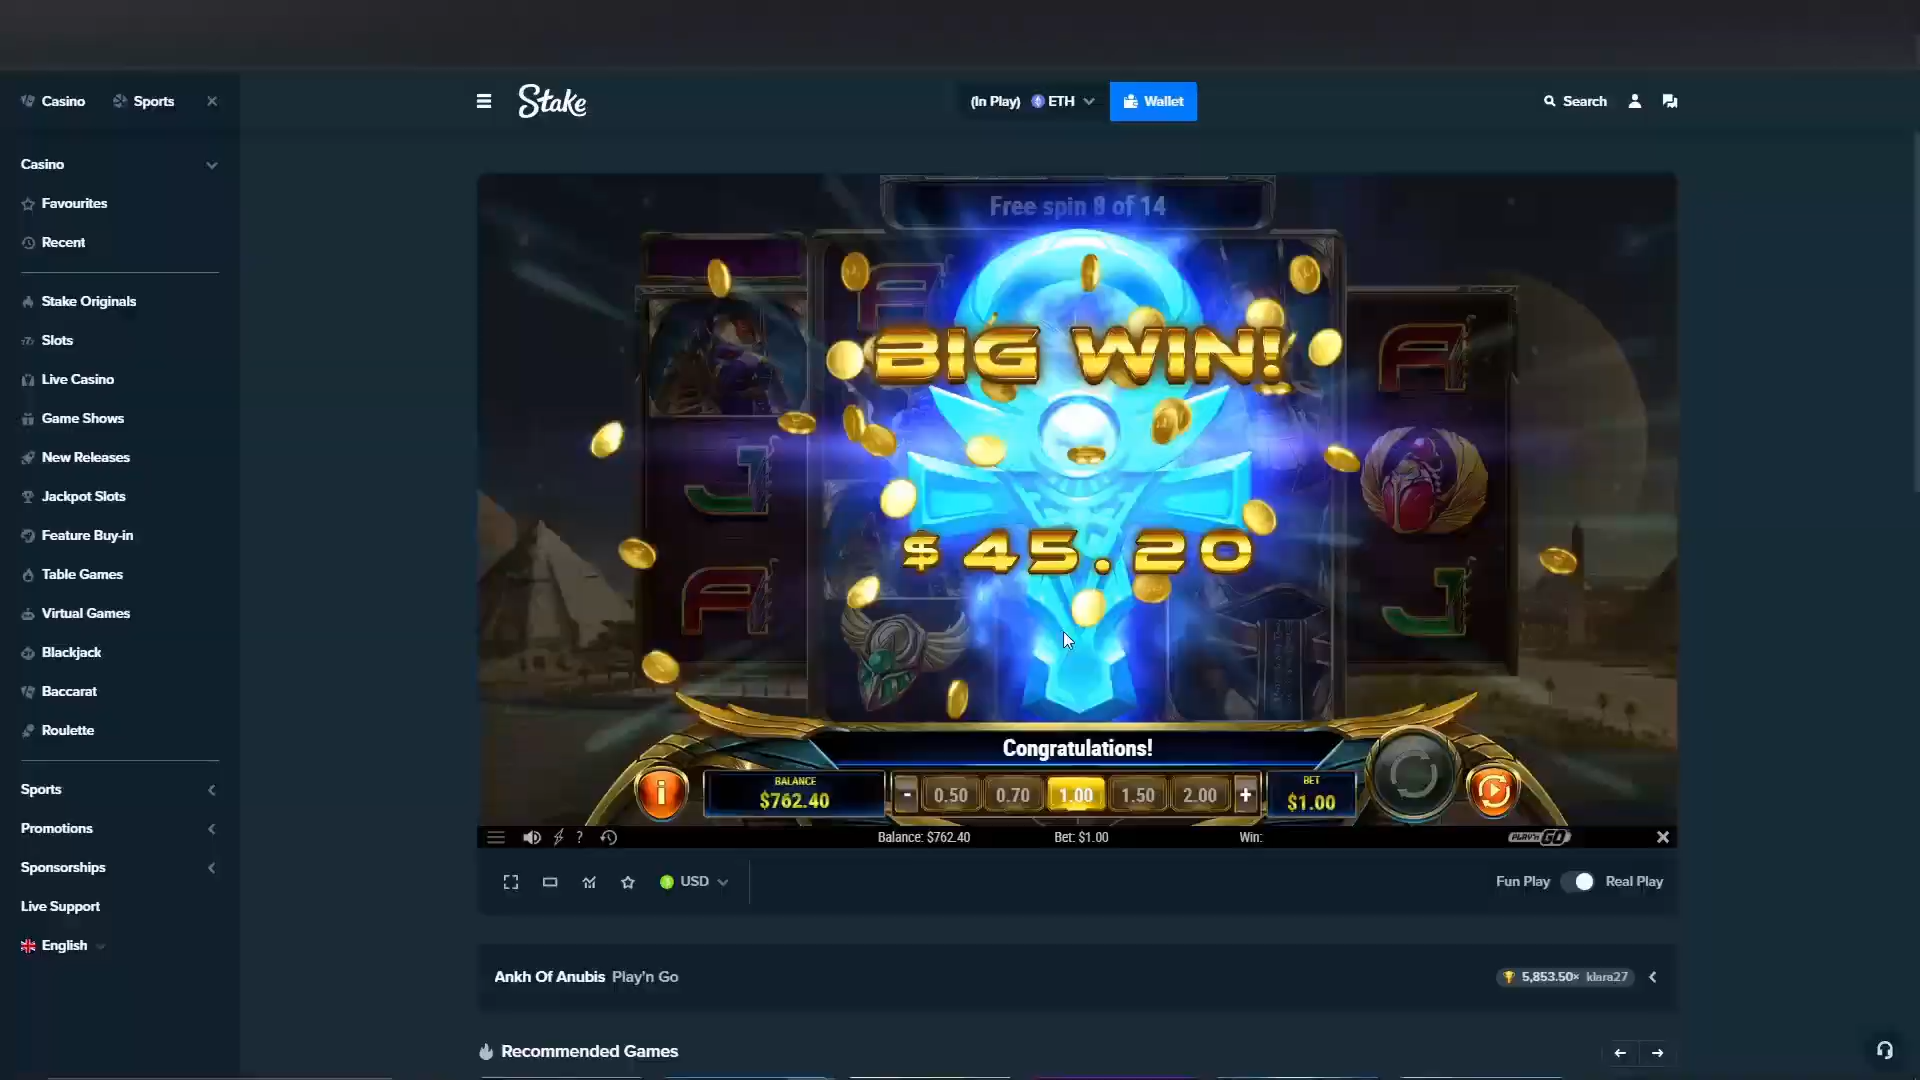 Casino
Sports
Stake
(In Play) ETH
Wallet
Search
Casino
Favourites
Recent
Stake Originals
Slots
Live Casino
Game Shows
New Releases
Jackpot Slots
Feature Buy-in
Table Games
Virtual Games
Blackjack
Baccarat
Roulette
Sports
Promotions
Sponsorships
Live Support
English
Free spin 8 of 14
A
J
A
BIG WIN!
$ 45.20
A
J
Congratulations!
BALANCE
$762.40
- 0.50 0.70 1.00 1.50 2.00 +
BET
$1.00
Balance: $762.40 Bet: $1.00 Win:
PLAY'n GO
USD
Fun Play Real Play
Ankh Of Anubis Play'n Go
5,853.50× klara27
Recommended Games